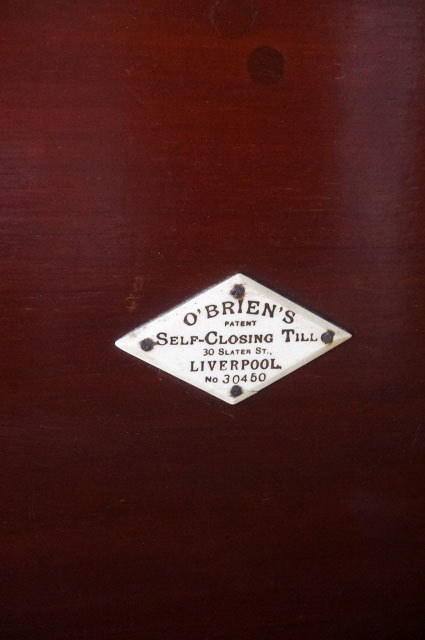 O'BRIEN'S
PATENT
SELF-CLOSING TILL
30 SLATER ST.,
LIVERPOOL.
No 30450